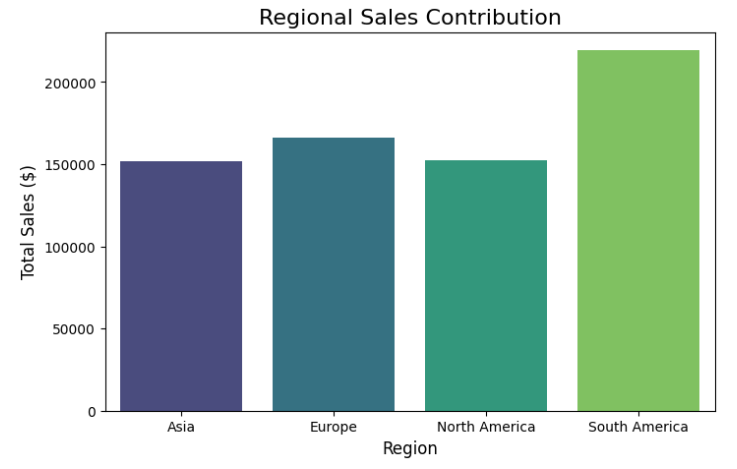 Regional Sales Contribution
Total Sales ($)
200000
150000
100000
50000
0
Asia
Europe
North America
South America
Region